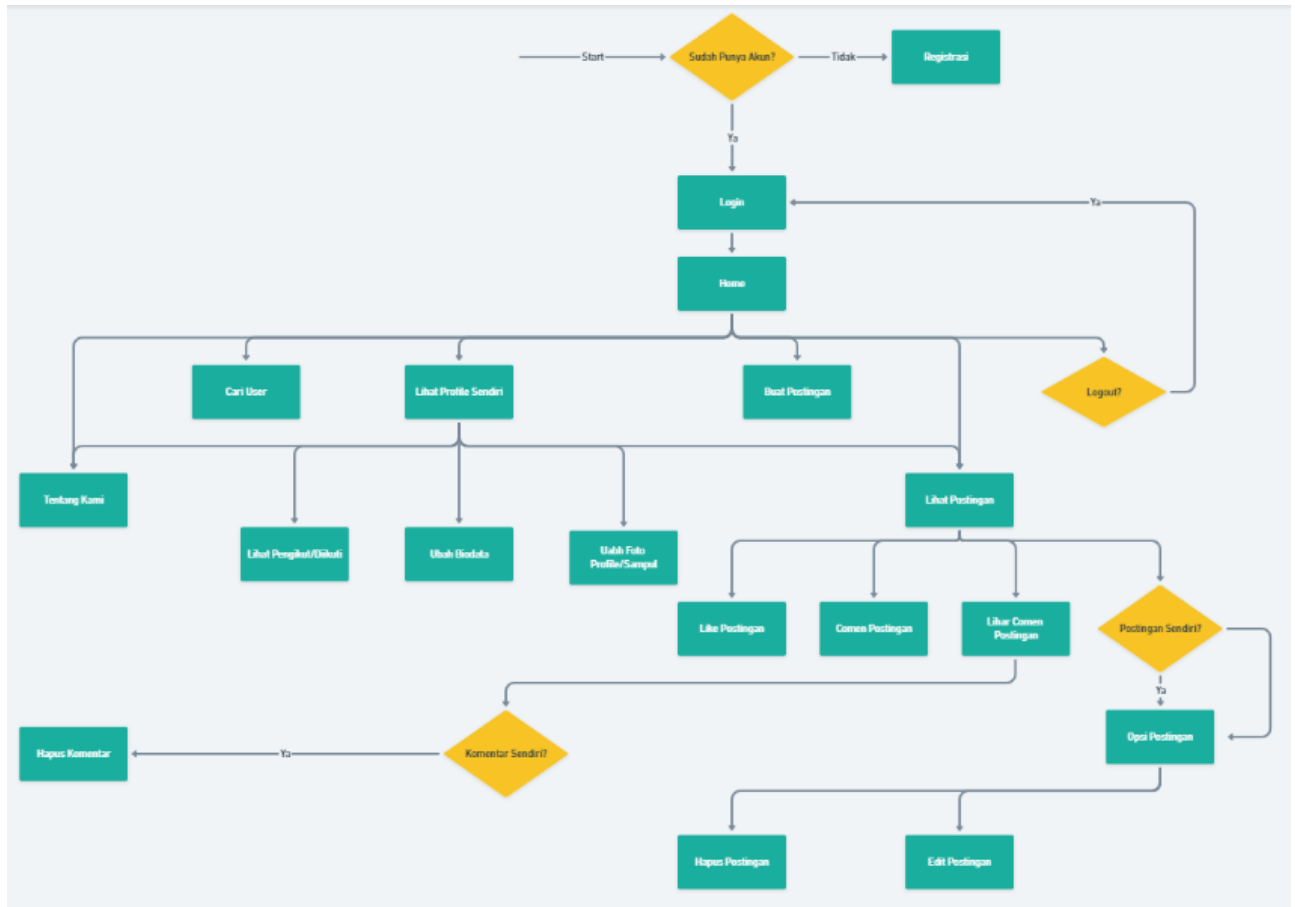 Start
Sudah Punya Akun?
Tidak
Registrasi
Ya
Login
Ya
Home
Cari User
Lihat Profile Sendiri
Buat Postingan
Logout?
Tentang Kami
Lihat Postingan
Lihat Pengikut/Diikuti
Ubah Biodata
Uabh Foto
Profile/Sampul
Like Postingan
Comen Postingan
Lihar Comen
Postingan
Postingan Sendiri?
Ya
Opsi Postingan
Hapus Komentar
Ya
Komentar Sendiri?
Hapus Postingan
Edit Postingan